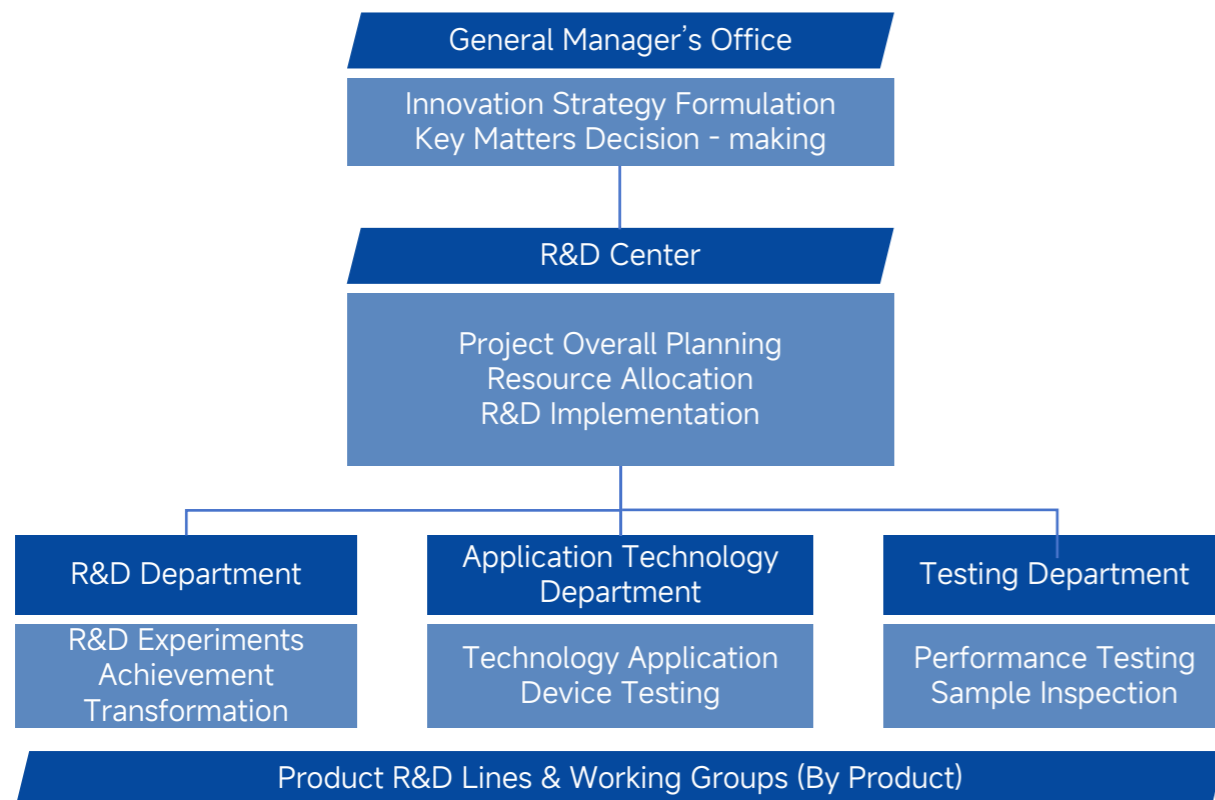 General Manager’s Office
Innovation Strategy Formulation
Key Matters Decision - making
R&D Center
Project Overall Planning
Resource Allocation
R&D Implementation
R&D Department
R&D Experiments
Achievement
Transformation
Application Technology
Department
Technology Application
Device Testing
Testing Department
Performance Testing
Sample Inspection
Product R&D Lines & Working Groups (By Product)